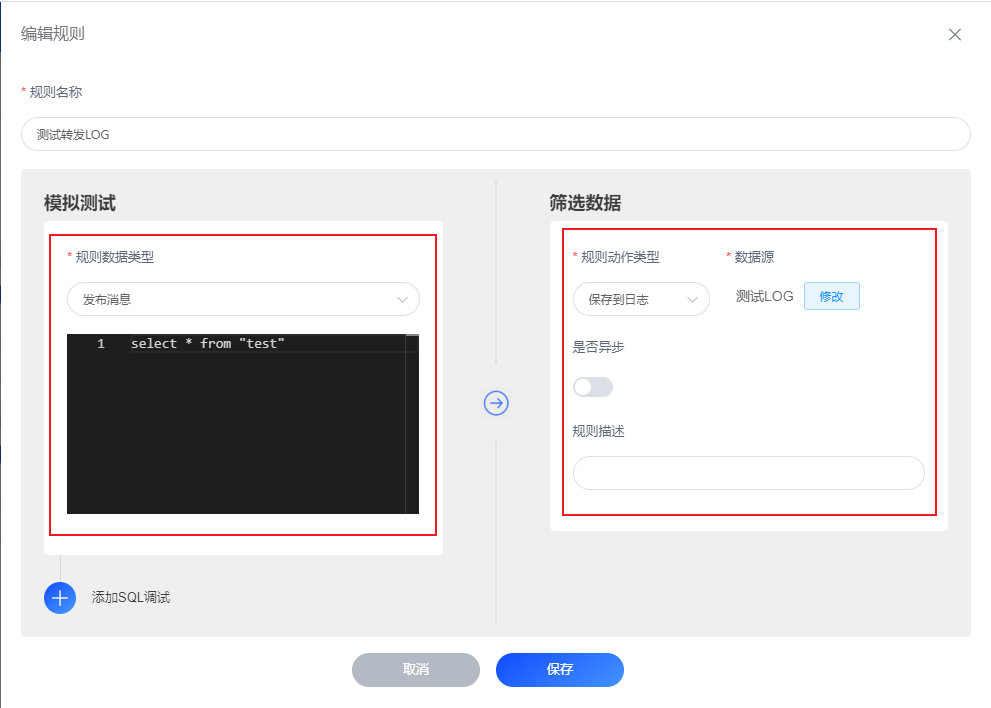 编辑规则
* 规则名称
测试转发LOG
模拟测试
* 规则数据类型
发布消息
1 select * from "test"
添加SQL调试
筛选数据
* 规则动作类型 * 数据源
保存到日志 测试LOG 修改
是否异步
规则描述
取消 保存